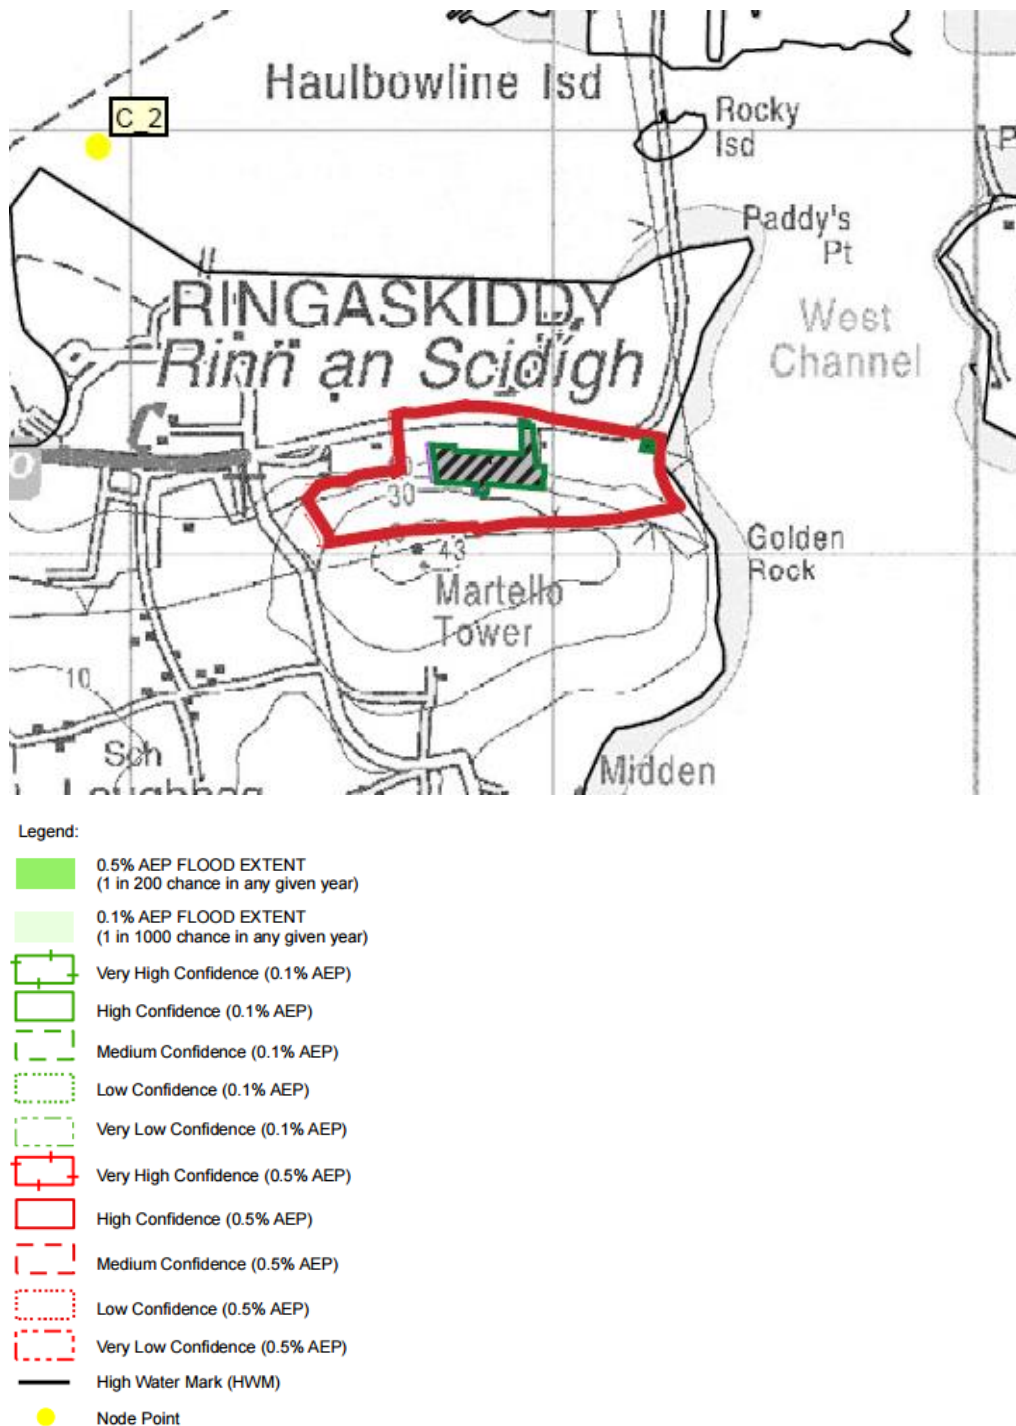 Haulbowline Isd
C_2
Rocky
Isd
P
Paddy's
Pt
RINGASKIDDY
Rinn an Scidígh
West
Channel
30
43
Golden
Rock
Martello
Tower
10
Sch
Midden
Legend:
0.5% AEP FLOOD EXTENT
(1 in 200 chance in any given year)
0.1% AEP FLOOD EXTENT
(1 in 1000 chance in any given year)
Very High Confidence (0.1% AEP)
High Confidence (0.1% AEP)
Medium Confidence (0.1% AEP)
Low Confidence (0.1% AEP)
Very Low Confidence (0.1% AEP)
Very High Confidence (0.5% AEP)
High Confidence (0.5% AEP)
Medium Confidence (0.5% AEP)
Low Confidence (0.5% AEP)
Very Low Confidence (0.5% AEP)
High Water Mark (HWM)
Node Point